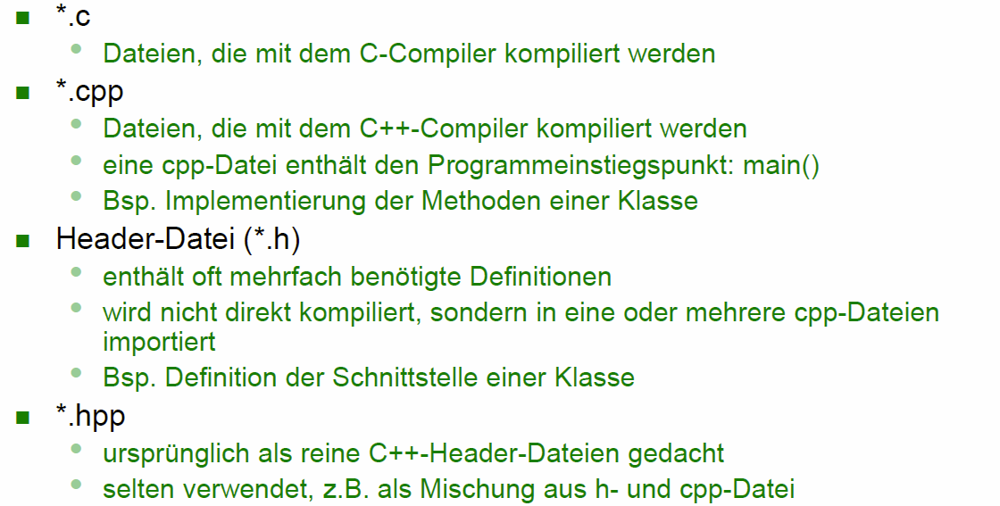 *.c
Dateien, die mit dem C-Compiler kompiliert werden
*.cpp
Dateien, die mit dem C++-Compiler kompiliert werden
eine cpp-Datei enthält den Programmeinstiegspunkt: main()
Bsp. Implementierung der Methoden einer Klasse
Header-Datei (*.h)
enthält oft mehrfach benötigte Definitionen
wird nicht direkt kompiliert, sondern in eine oder mehrere cpp-Dateien
importiert
Bsp. Definition der Schnittstelle einer Klasse
*.hpp
ursprünglich als reine C++-Header-Dateien gedacht
selten verwendet, z.B. als Mischung aus h- und cpp-Datei